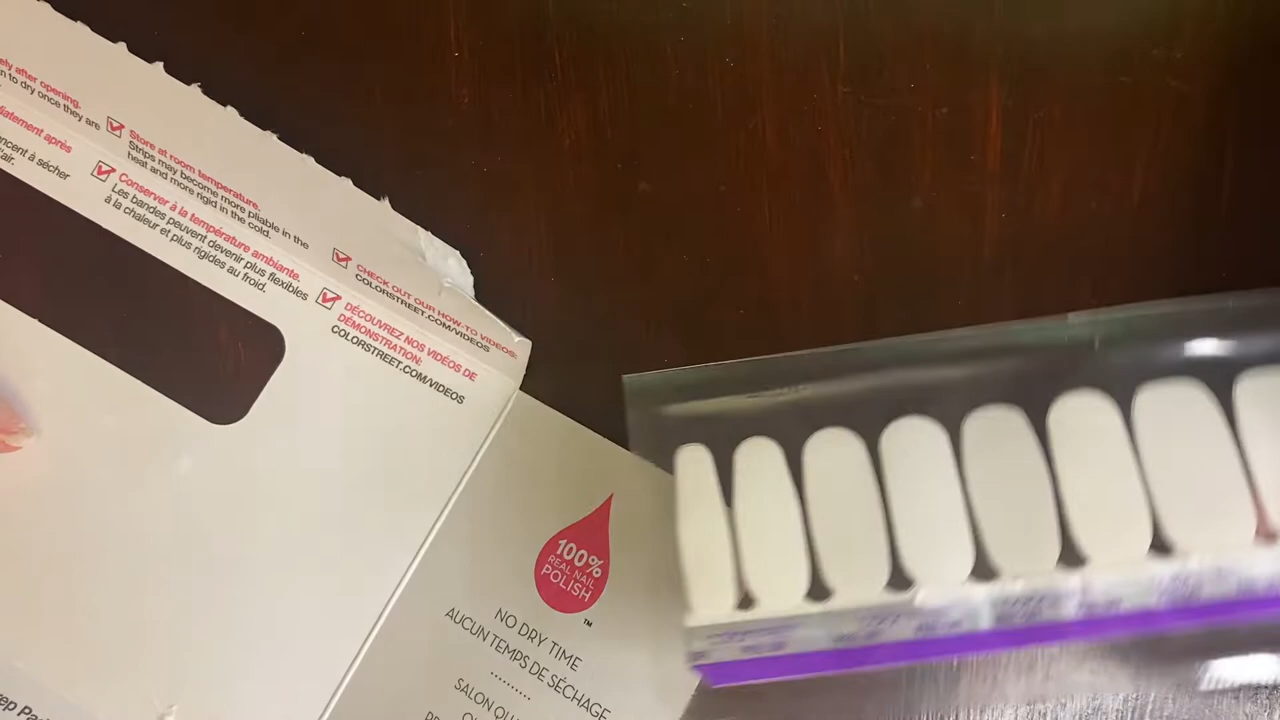 ely after opening.
n to dry once they are
Store at room temperature.
Strips may become more pliable in the
heat and more rigid in the cold.
CHECK OUT OUR HOW-TO VIDEOS:
COLORSTREET.COM/VIDEOS
diatement après
ncent à sécher
l'air.
Conserver à la température ambiante.
Les bandes peuvent devenir plus flexibles
à la chaleur et plus rigides au froid.
DÉCOUVREZ NOS VIDÉOS DE
DÉMONSTRATION:
COLORSTREET.COM/VIDEOS
100%
REAL NAIL
POLISH
TM
NO DRY TIME
AUCUN TEMPS DE SÉCHAGE
SALON QU
rep Pa